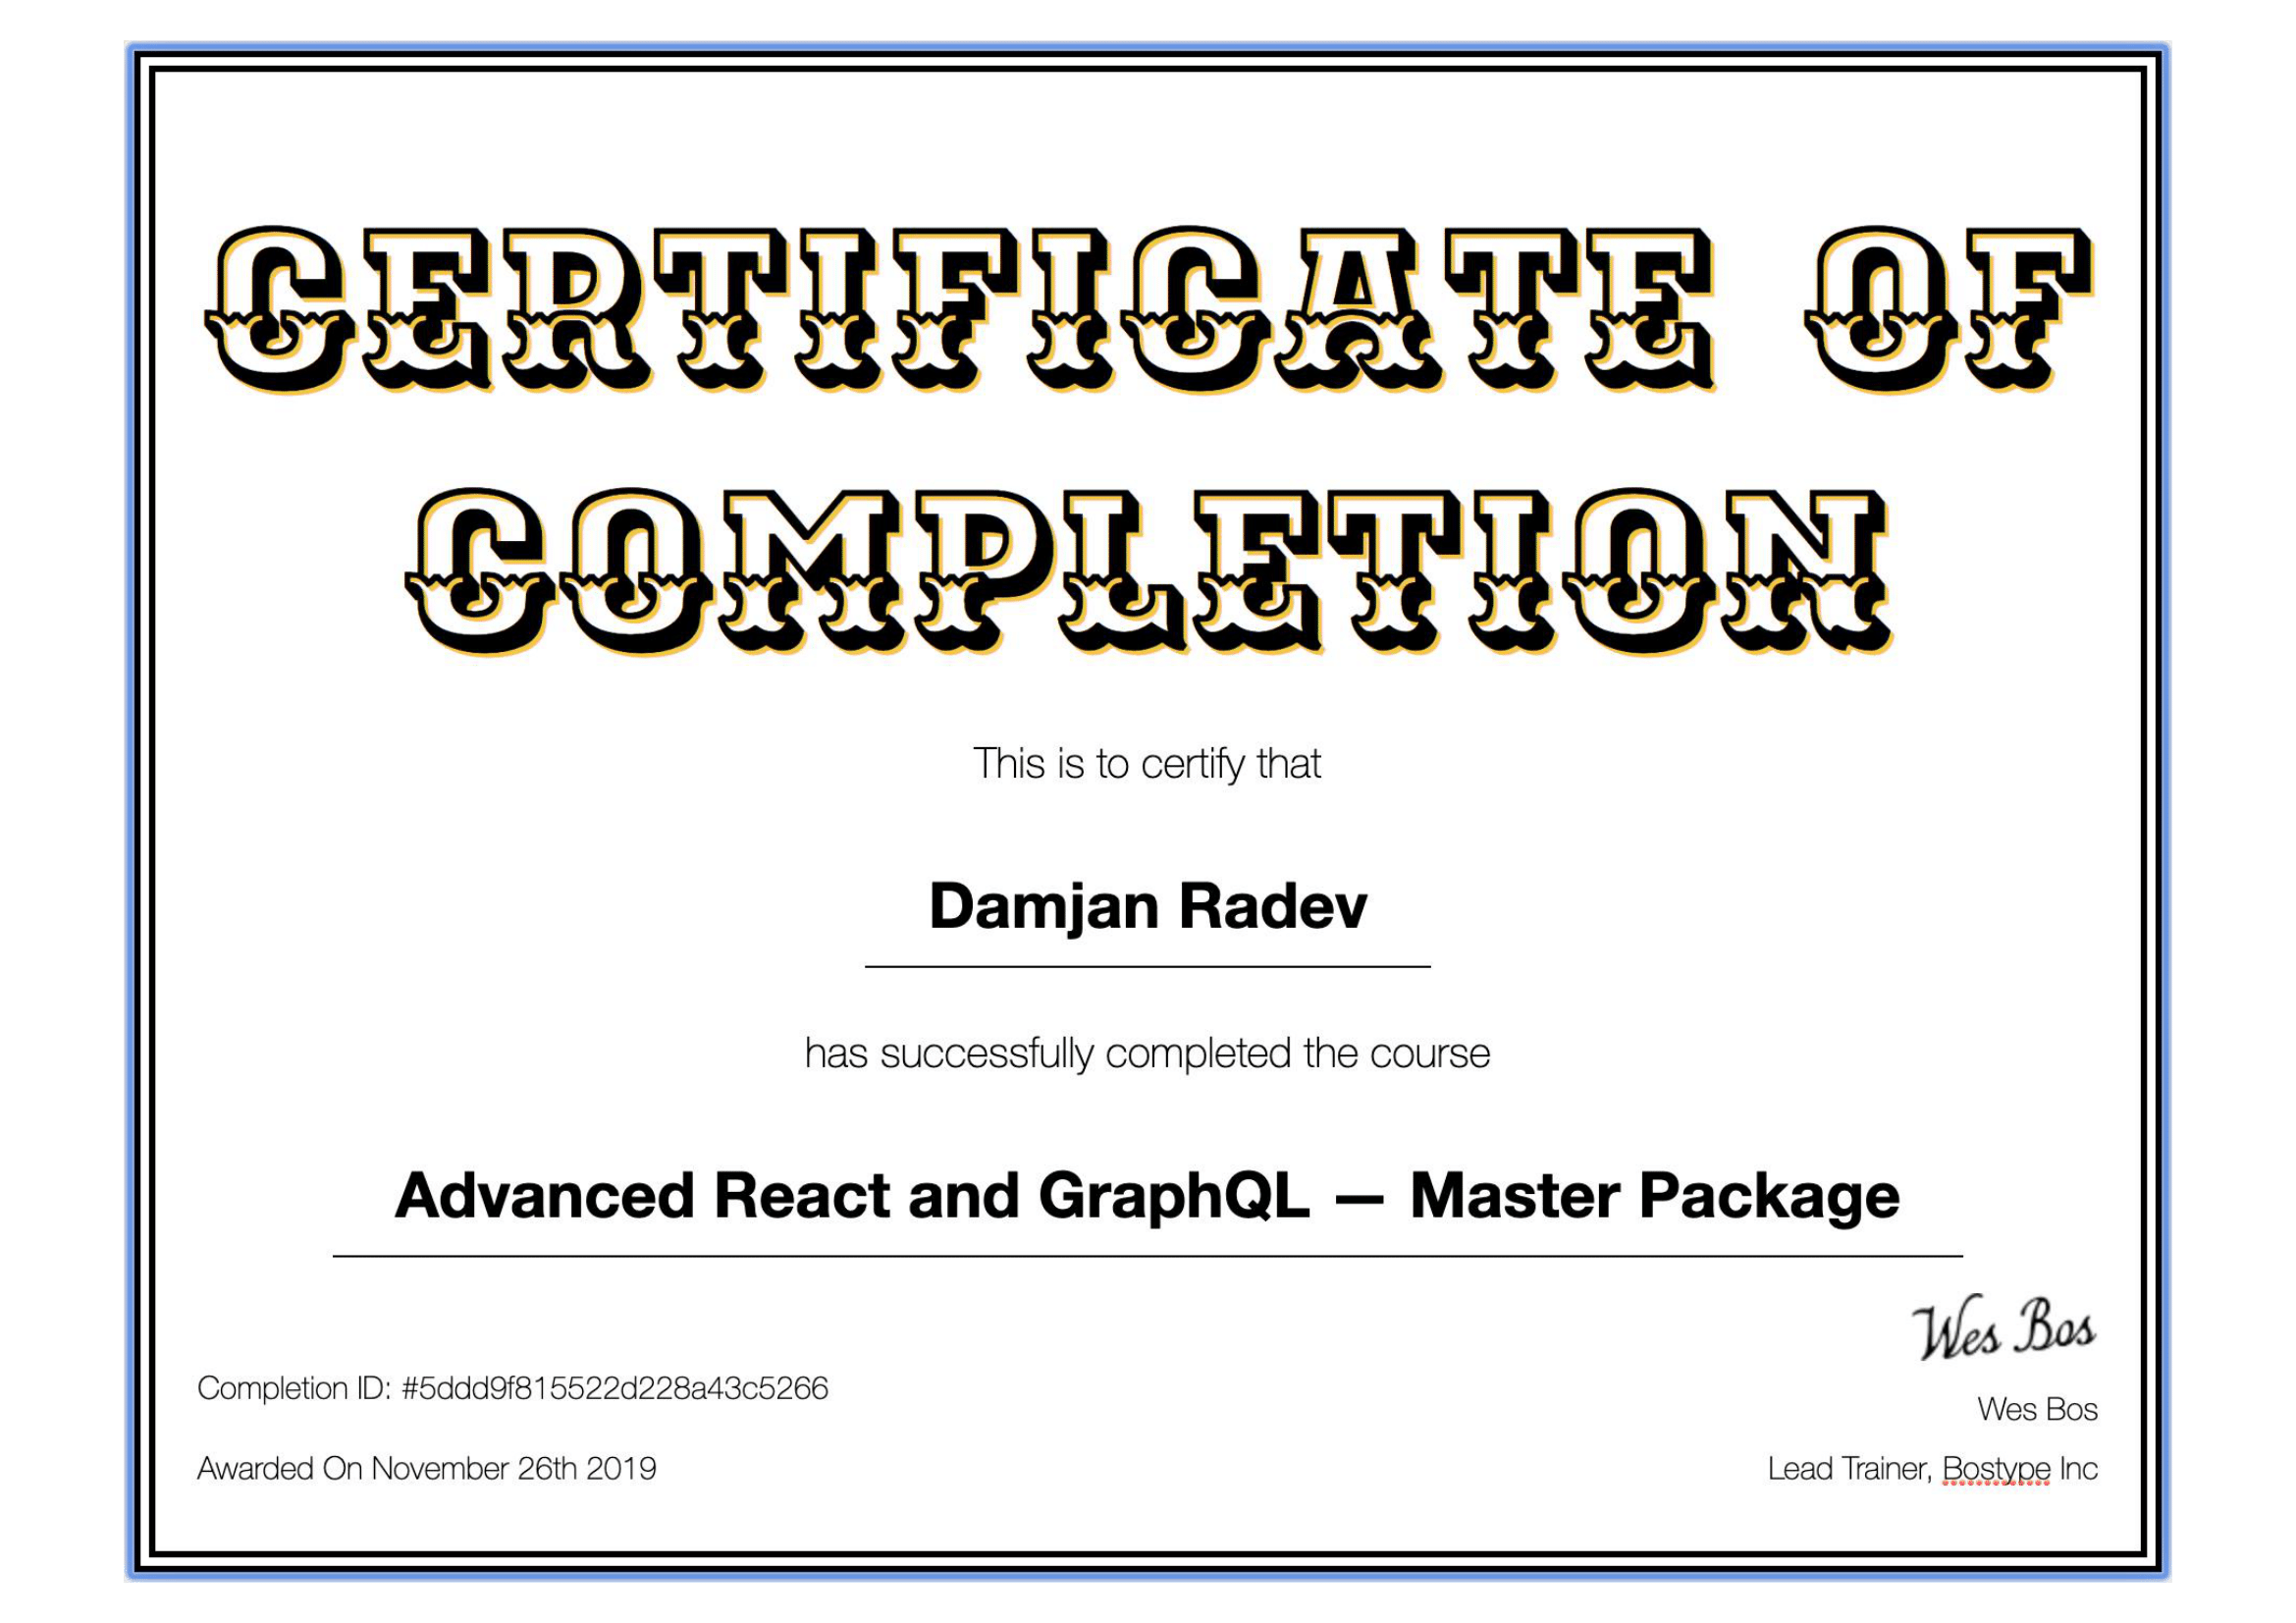 CERTIFICATE OF
COMPLETION
This is to certify that
Damjan Radev
has successfully completed the course
Advanced React and GraphQL — Master Package
Wes Bos
Completion ID: #5ddd9f815522d228a43c5266
Wes Bos
Awarded On November 26th 2019
Lead Trainer, Bostype Inc